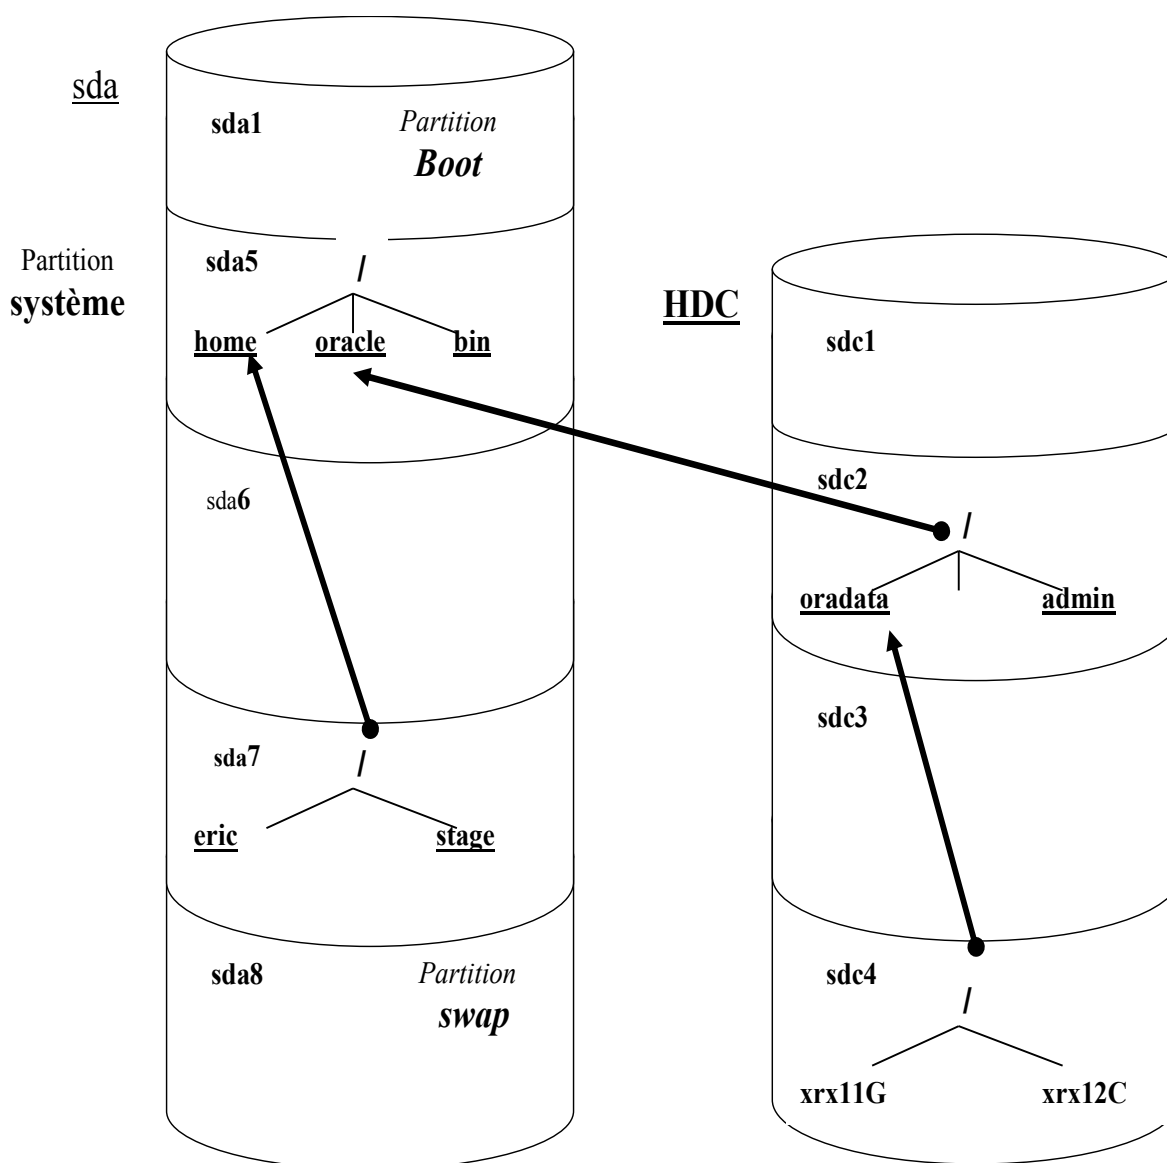 sda
sda1
Partition
Boot
Partition
système
sda5
/
home oracle bin
sda6
sda7
/
eric stage
sda8
Partition
swap
HDC
sdc1
sdc2
/
oradata admin
sdc3
sdc4
/
xrx11G xrx12C